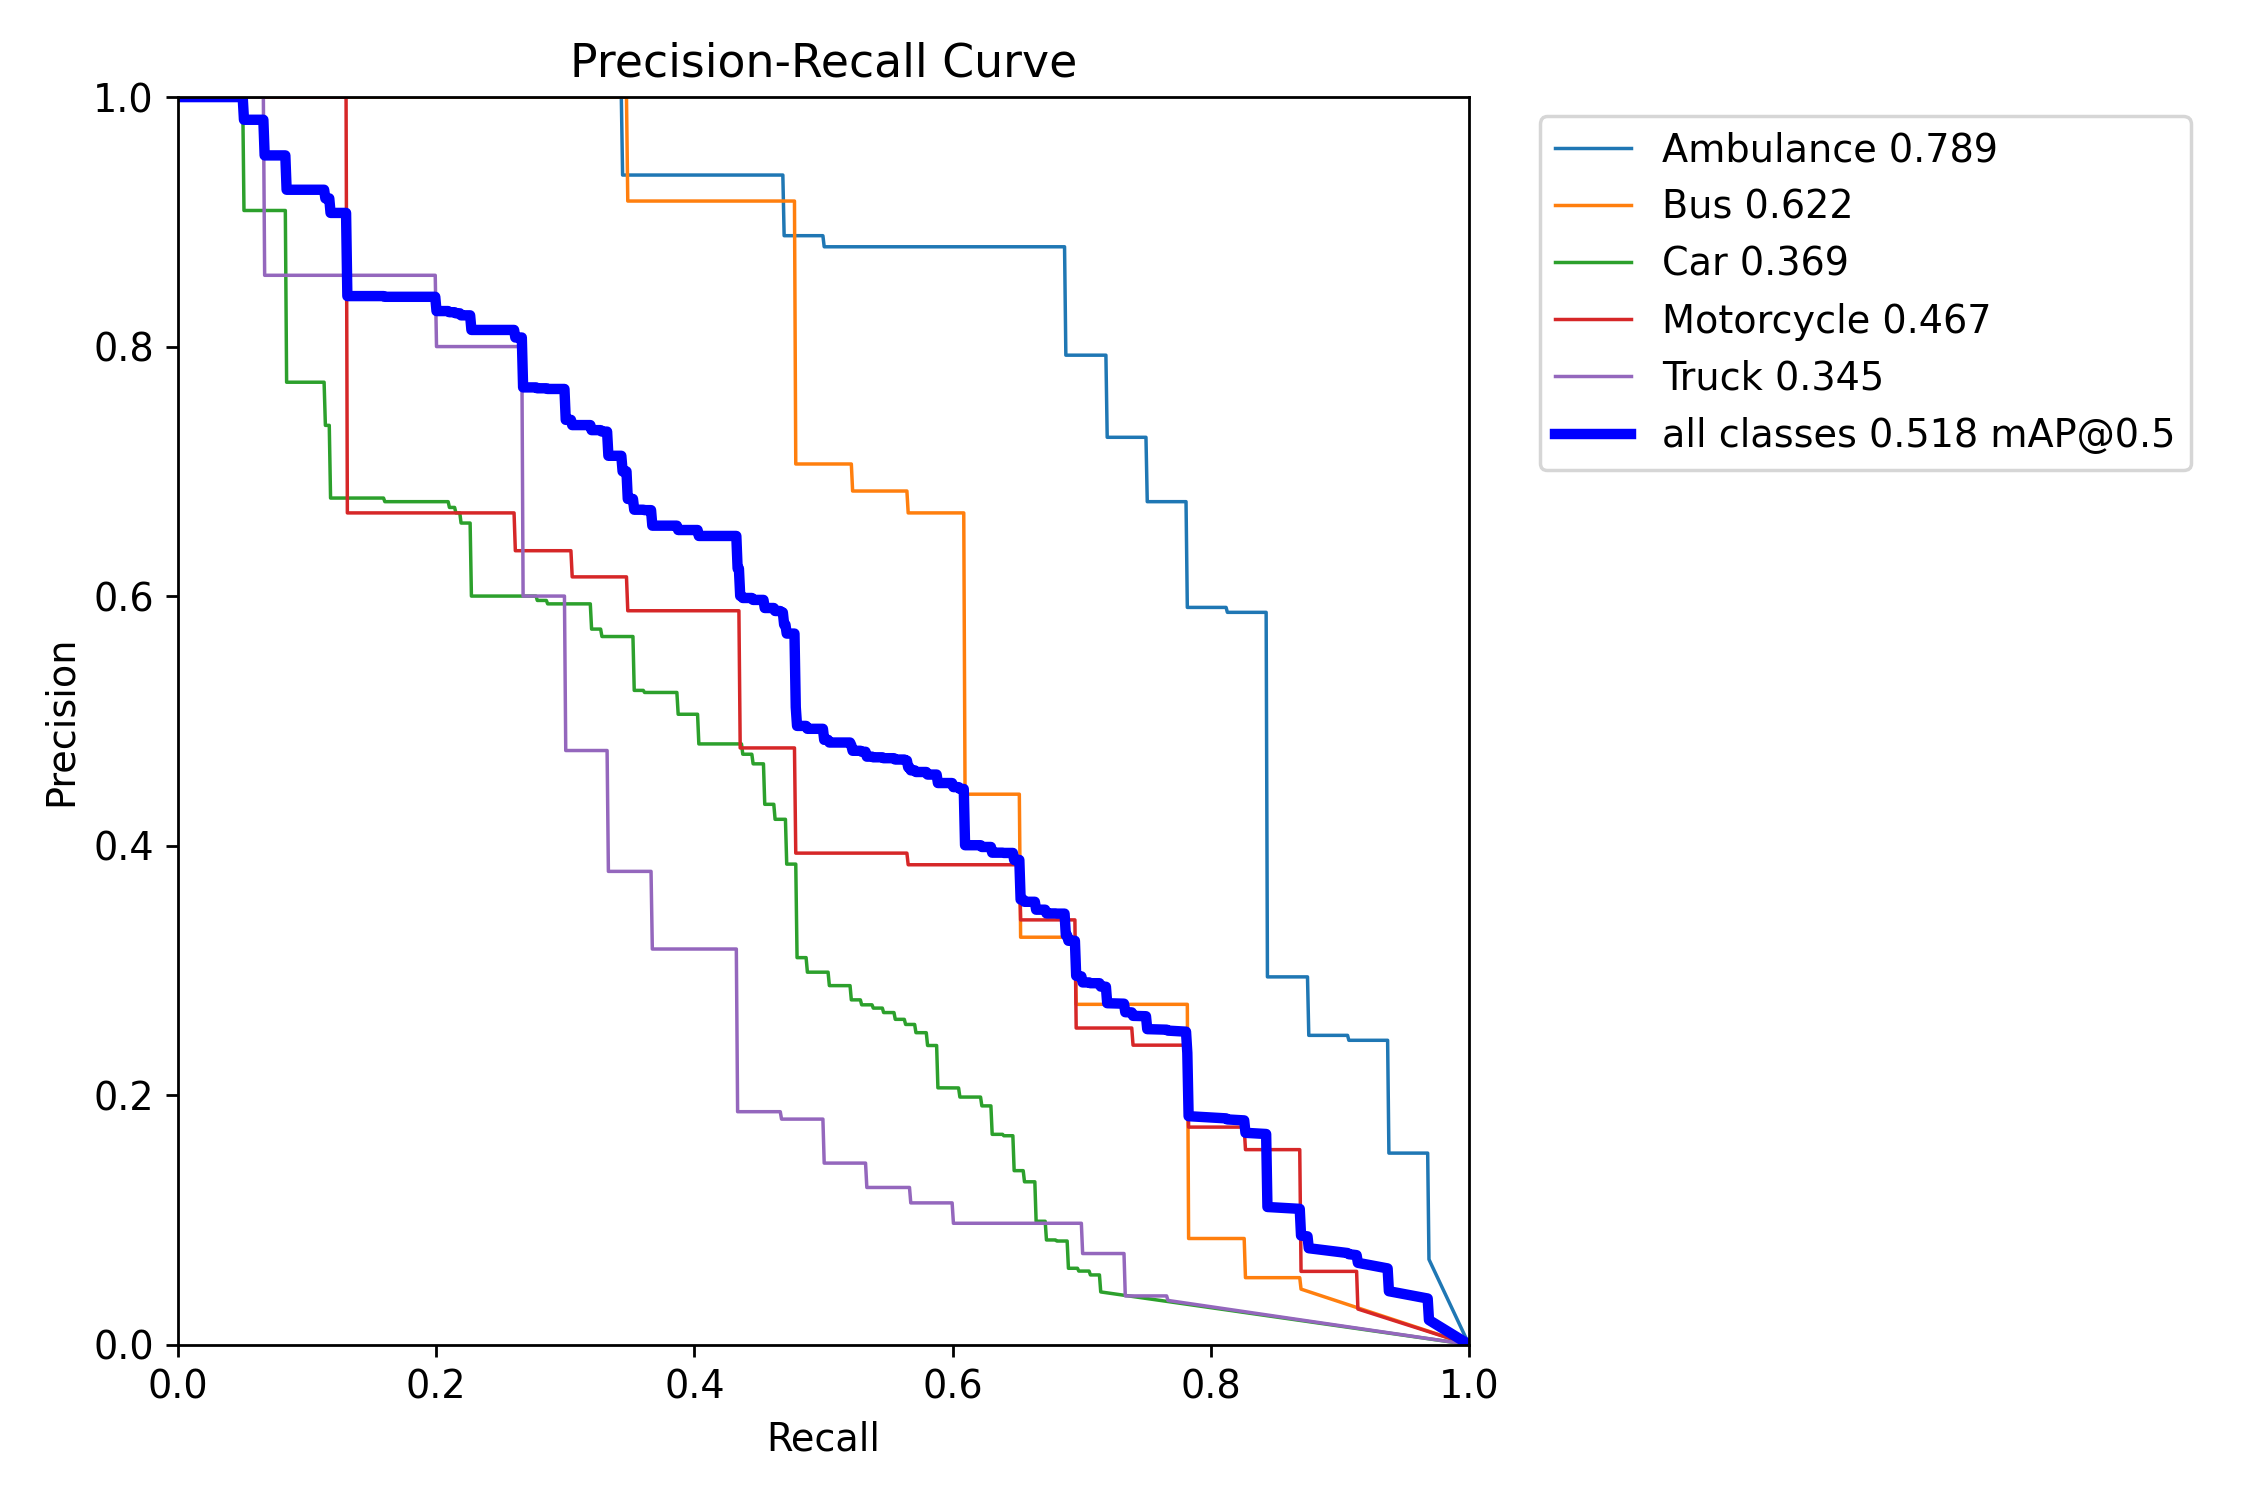 Precision-Recall Curve
1.0
0.8
0.6
0.4
0.2
0.0
Precision
0.0 0.2 0.4 0.6 0.8 1.0
Recall
Ambulance 0.789
Bus 0.622
Car 0.369
Motorcycle 0.467
Truck 0.345
all classes 0.518 mAP@0.5